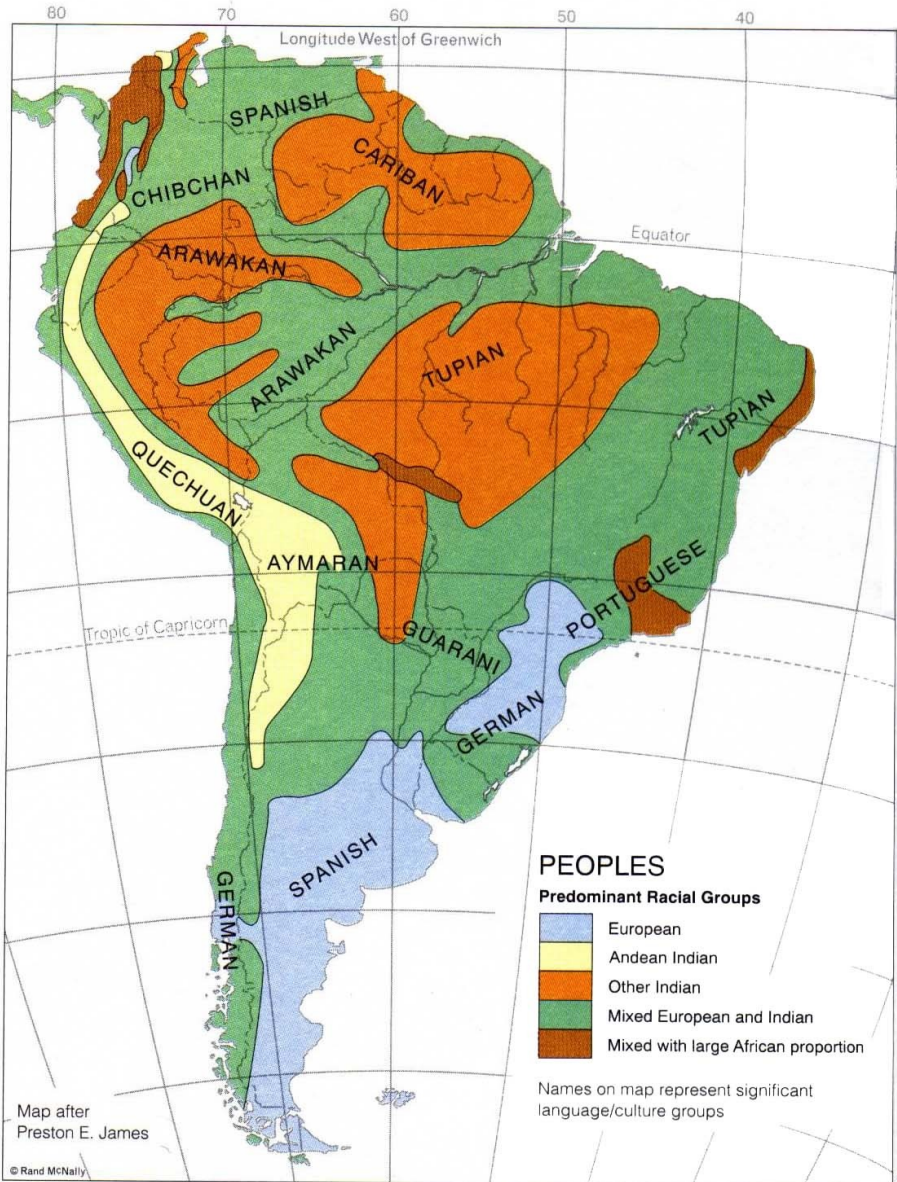 80
70
60
50
40
Longitude West of Greenwich
SPANISH
CARIBAN
CHIBCHAN
Equator
ARAWAKAN
ARAWAKAN
TUPIAN
TUPIAN
QUECHUAN
AYMARAN
PORTUGUESE
Tropic of Capricorn
GUARANI
GERMAN
SPANISH
GERMAN
PEOPLES
Predominant Racial Groups
European
Andean Indian
Other Indian
Mixed European and Indian
Mixed with large African proportion
Names on map represent significant
language/culture groups
Map after
Preston E. James
© Rand McNally